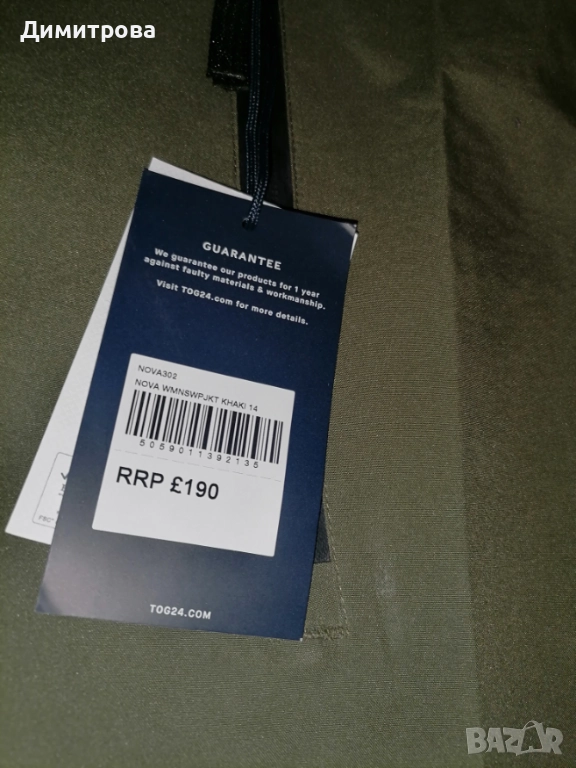 Димитрова
GUARANTEE
We guarantee our products for 1 year
against faulty materials & workmanship.
Visit TOG24.com for more details.
NOVA302
NOVA WMNSWPJKT KHAKI 14
5059011392135
RRP £190
TOG24.COM
BAZAR